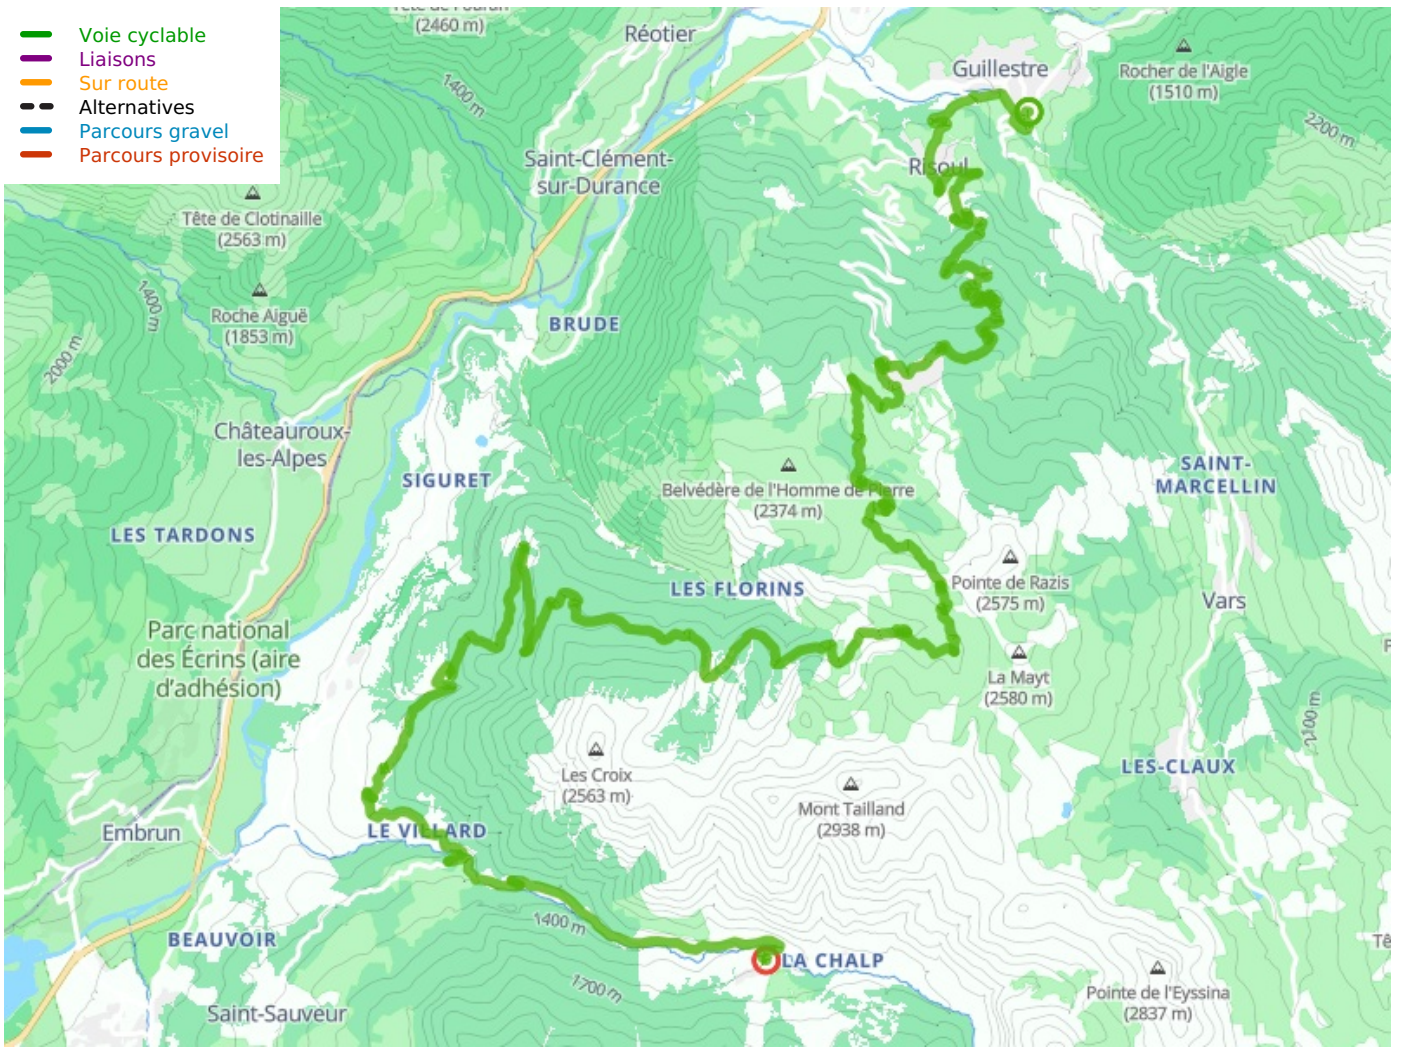 Voie cyclable
Liaisons
Sur route
Alternatives
Parcours gravel
Parcours provisoire
(2460 m)
Réotier
Guillestre
Rocher de l'Aigle
(1510 m)
1400 m
2200 m
Saint-Clément-
sur-Durance
Risoul
Tête de Clotinaille
(2563 m)
1400 m
Roche Aiguë
(1853 m)
BRUDE
2000 m
Châteauroux-
les-Alpes
SIGURET
Belvédère de l'Homme de Pierre
(2374 m)
SAINT-
MARCELLIN
LES TARDONS
LES FLORINS
Pointe de Razis
(2575 m)
Vars
Parc national
des Écrins (aire
d'adhésion)
La Mayt
(2580 m)
2100 m
Les Croix
(2563 m)
Mont Tailland
(2938 m)
LES-CLAUX
Embrun
LE VILLARD
1400 m
BEAUVOIR
LA CHALP
Tê
1700 m
Pointe de l'Eyssina
(2837 m)
Saint-Sauveur